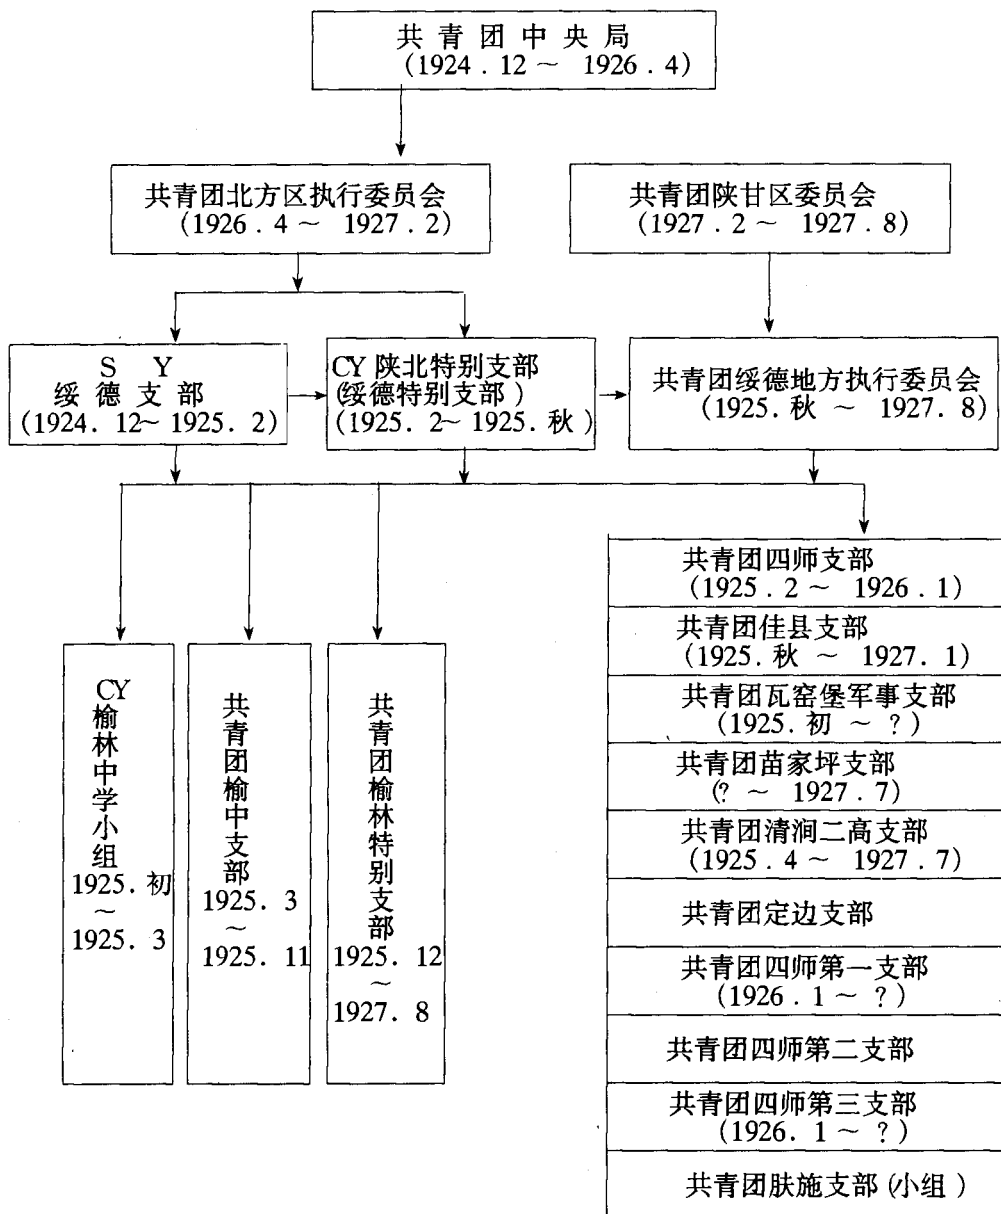 共青团中央局
(1924.12～ 1926.4)
共青团北方区执行委员会
(1926.4～ 1927.2)
共青团陕甘区委员会
(1927.2～ 1927.8)
S Y
绥德支部
(1924.12～1925.2)
CY陕北特别支部
(绥德特别支部)
(1925.2～1925.秋)
共青团绥德地方执行委员会
(1925.秋 ～ 1927.8)
CY
榆林中学小组
1925.初
～
1925.3
共青团榆中支部
1925.3
～
1925.11
共青团榆林特别支部
1925.12
～
1927.8
共青团四师支部
(1925.2～ 1926.1)
共青团佳县支部
(1925.秋 ～ 1927.1)
共青团瓦窑堡军事支部
(1925.初 ～ ?)
共青团苗家坪支部
(?～ 1927.7)
共青团清涧二高支部
(1925.4～ 1927.7)
共青团定边支部
共青团四师第一支部
(1926.1～?)
共青团四师第二支部
共青团四师第三支部
(1926.1～?)
共青团肤施支部(小组)